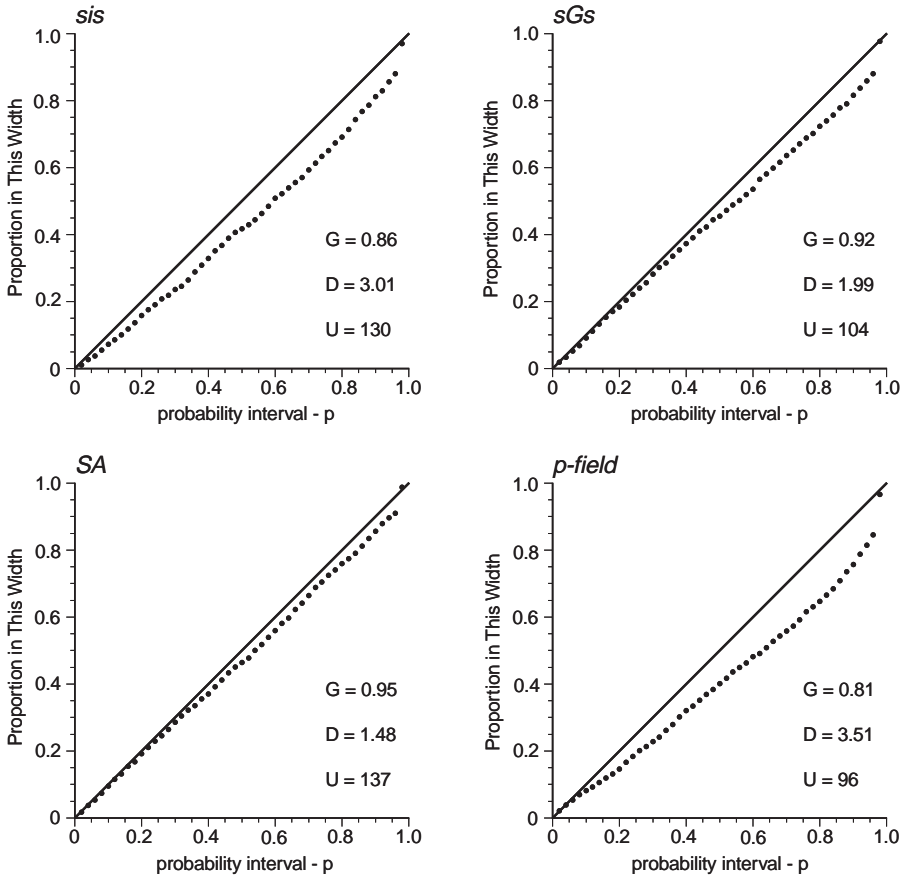 sis
Proportion in This Width
1.0
0.8
0.6
0.4
0.2
0
G = 0.86
D = 3.01
U = 130
0 0.2 0.4 0.6 0.8 1.0
probability interval - p
sGs
Proportion in This Width
1.0
0.8
0.6
0.4
0.2
0
G = 0.92
D = 1.99
U = 104
0 0.2 0.4 0.6 0.8 1.0
probability interval - p
SA
Proportion in This Width
1.0
0.8
0.6
0.4
0.2
0
G = 0.95
D = 1.48
U = 137
0 0.2 0.4 0.6 0.8 1.0
probability interval - p
p-field
Proportion in This Width
1.0
0.8
0.6
0.4
0.2
0
G = 0.81
D = 3.51
U = 96
0 0.2 0.4 0.6 0.8 1.0
probability interval - p